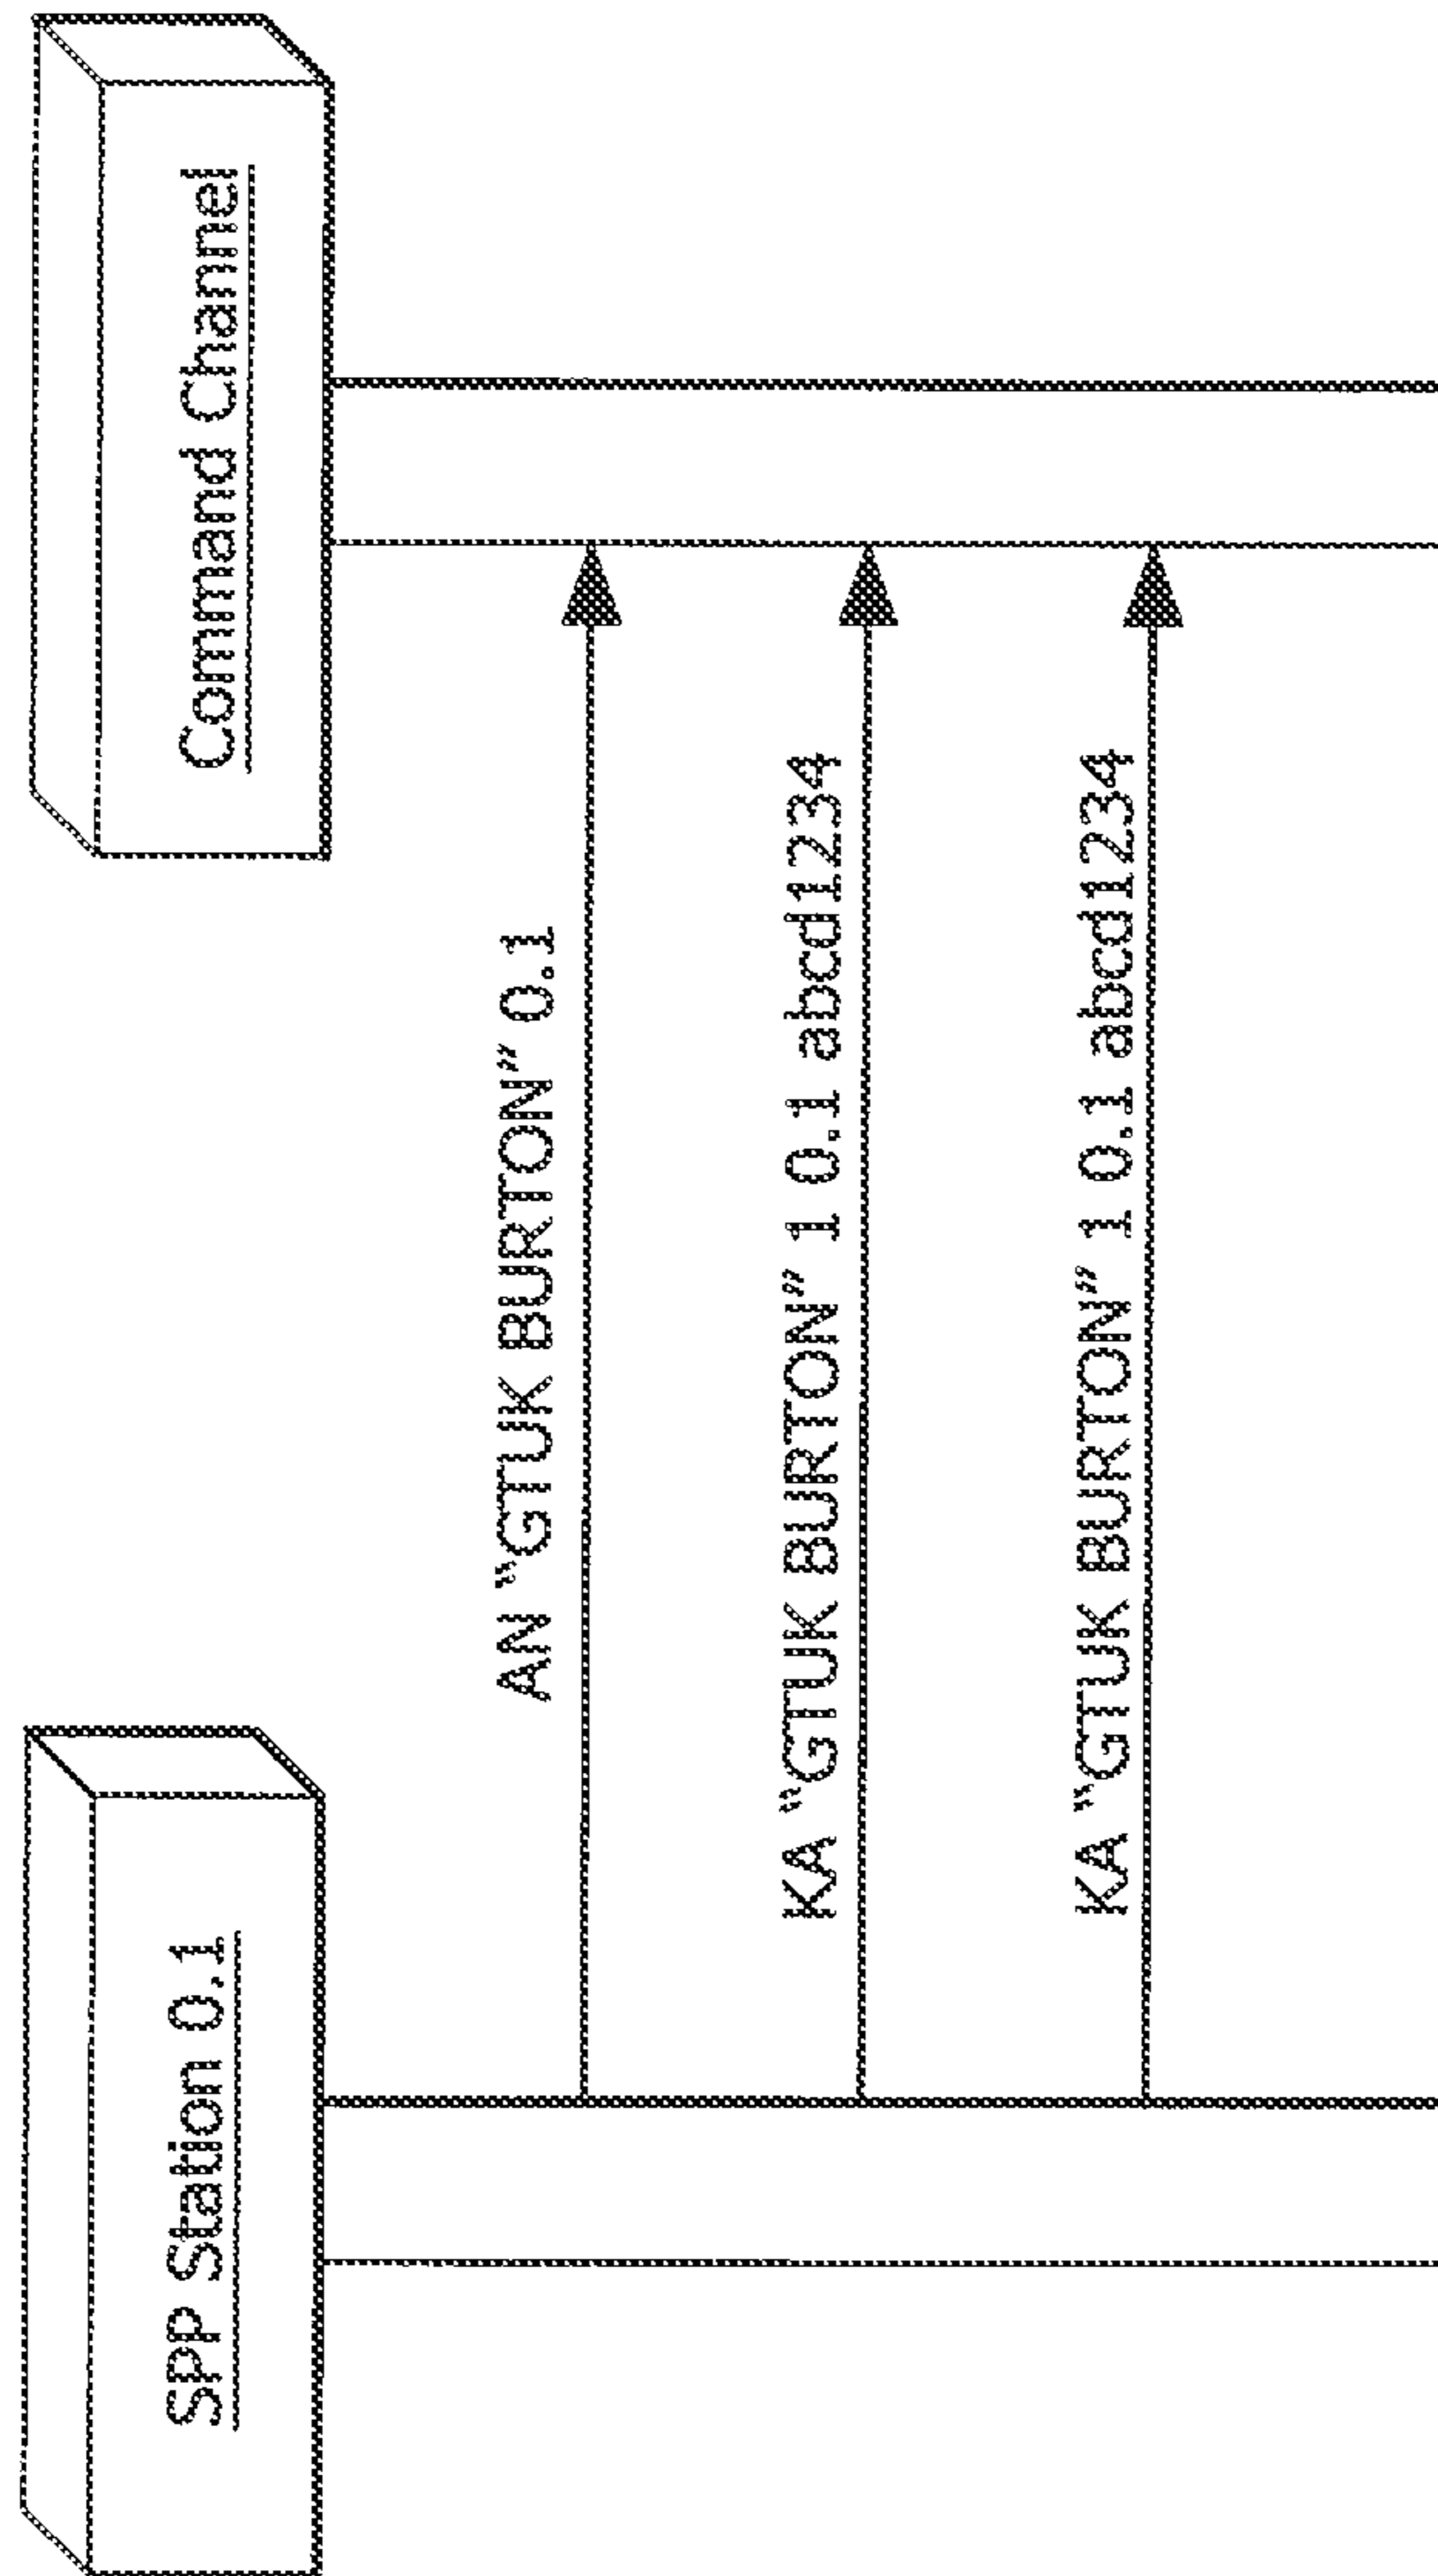 SPP Station 0.1
Command Channel
AN “GTUK BURTON” 0.1
KA “GTUK BURTON” 1 0.1 abcd1234
KA “GTUK BURTON” 1 0.1 abcd1234